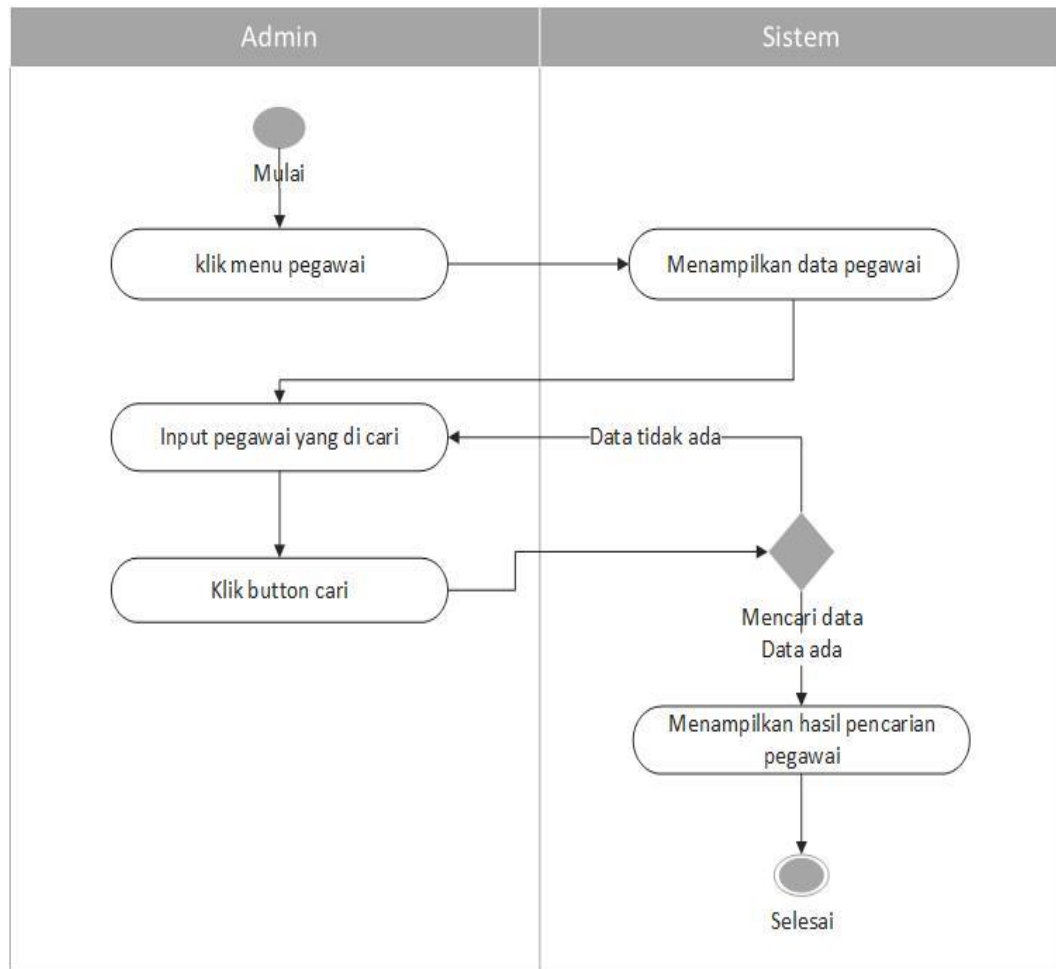 Admin
Sistem
Mulai
klik menu pegawai
Menampilkan data pegawai
Input pegawai yang di cari
Data tidak ada
Klik button cari
Mencari data
Data ada
Menampilkan hasil pencarian
pegawai
Selesai